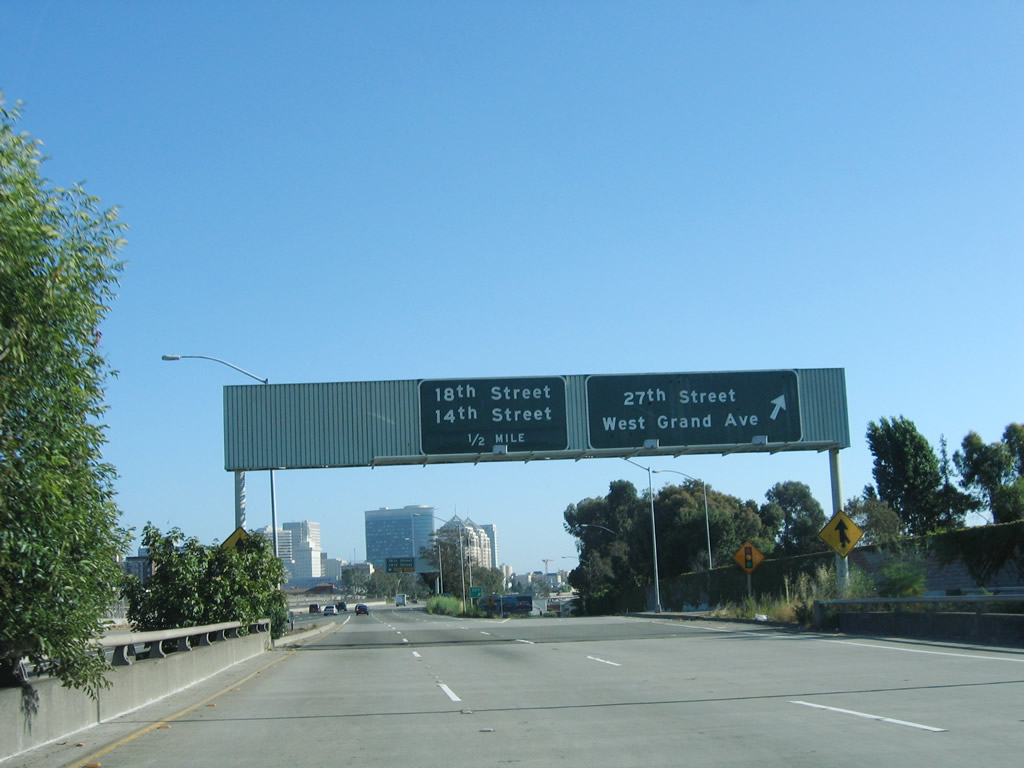 18th Street
14th Street
1/2 MILE
27th Street
West Grand Ave